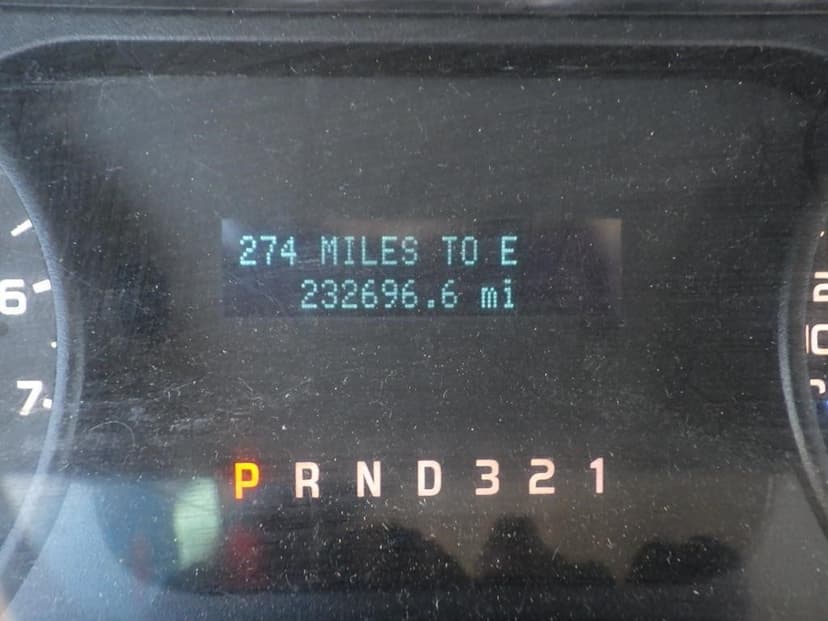 274 MILES TO E
232696.6 mi
6
7
P R N D 3 2 1